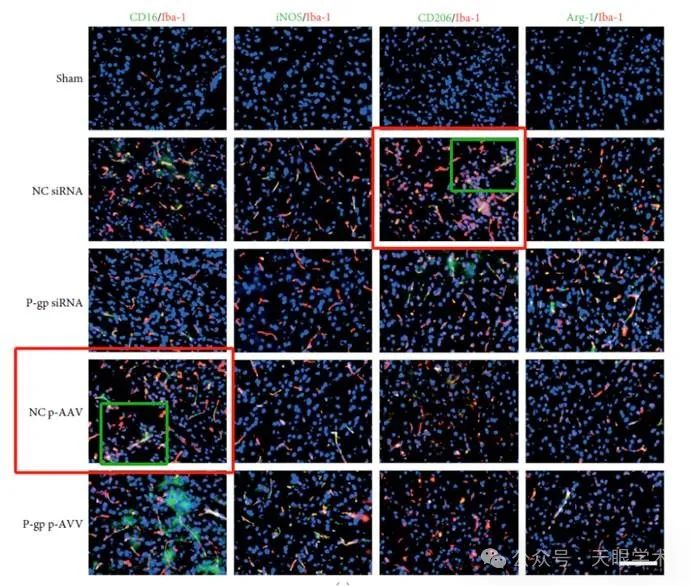 CD16/Iba-1 iNOS/Iba-1 CD206/Iba-1 Arg-1/Iba-1
Sham
NC siRNA
P-gp siRNA
NC p-AAV
P-gp p-AVV
公众号 天眼学术